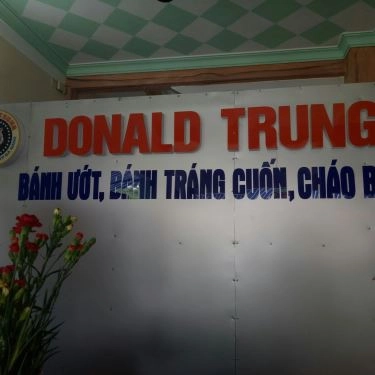 DONALD TRUNG
BÁNH ƯỚT, BÁNH TRÁNG CUỐN, CHÁO B